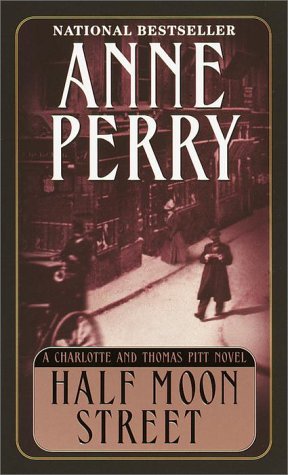 NATIONAL BESTSELLER
ANNE
PERRY
A CHARLOTTE AND THOMAS PITT NOVEL
HALF MOON
STREET